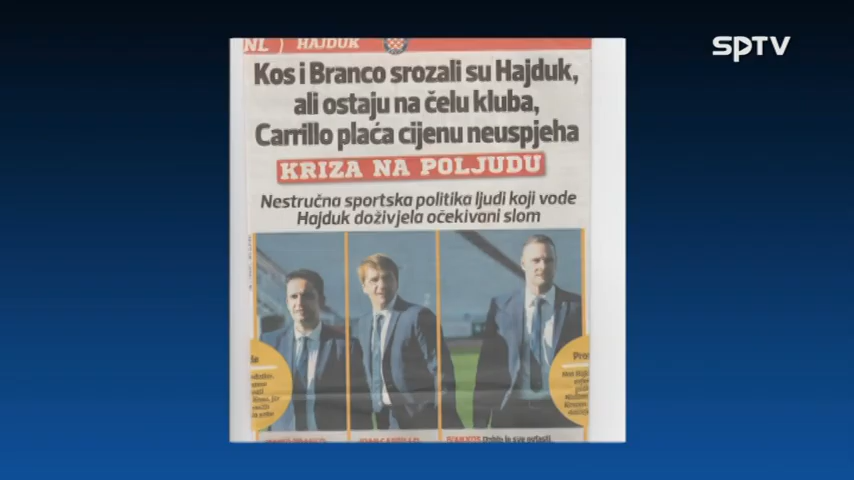 SPTV
NL ) HAJDUK
Kos i Branco srozali su Hajduk,
ali ostaju na čelu kluba,
Carrillo plaća cijenu neuspjeha
KRIZA NA POLJUDU
Nestručna sportska politika ljudi koji vode
Hajduk doživjela očekivani slom